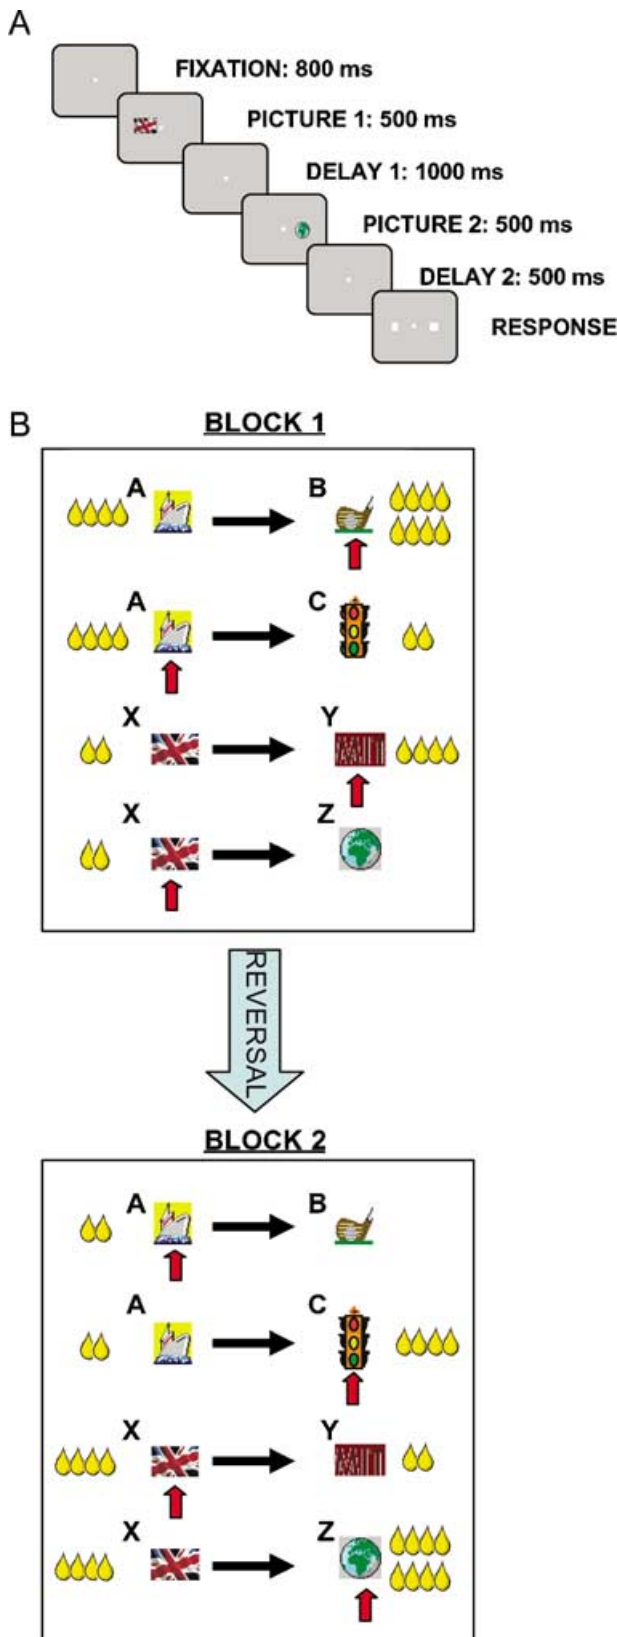 A
FIXATION: 800 ms
PICTURE 1: 500 ms
DELAY 1: 1000 ms
PICTURE 2: 500 ms
DELAY 2: 500 ms
RESPONSE
B
BLOCK 1
A
B
A
C
X
Y
X
Z
REVERSAL
BLOCK 2
A
B
A
C
X
Y
X
Z